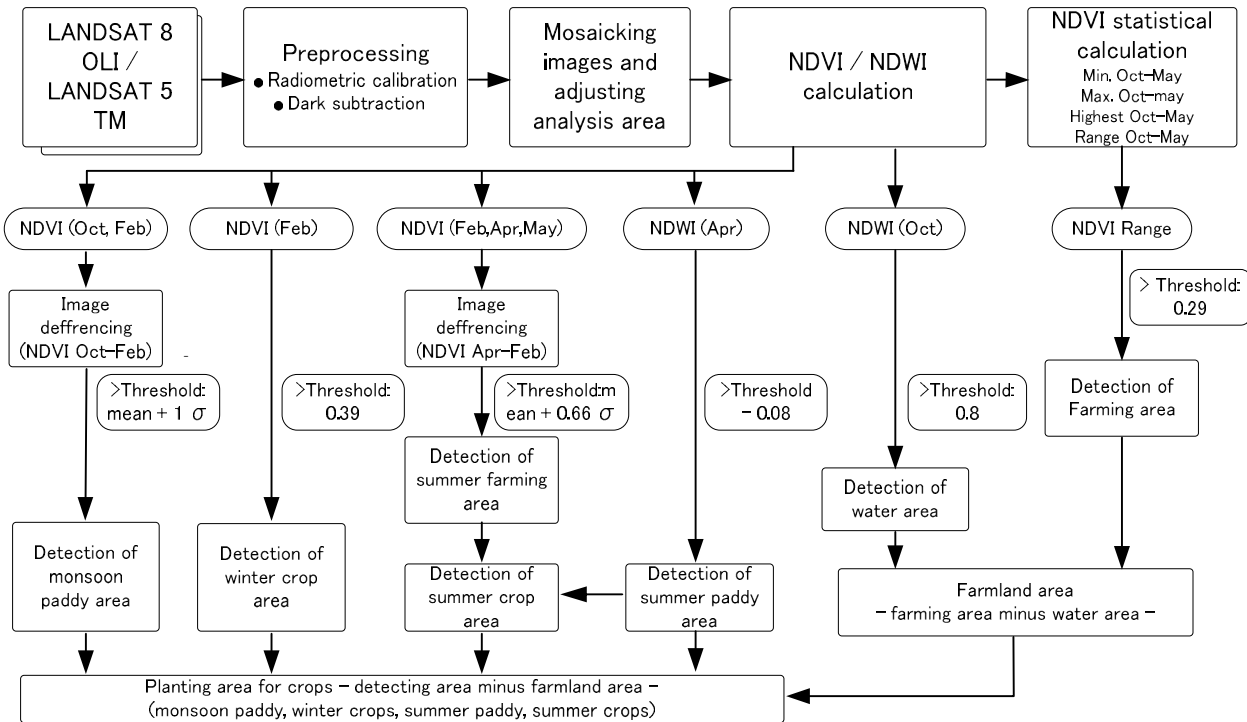 LANDSAT 8
OLI /
LANDSAT 5
TM
Preprocessing
● Radiometric calibration
● Dark subtraction
Mosaicking
images and
adjusting
analysis area
NDVI / NDWI
calculation
NDVI statistical
calculation
Min. Oct-May
Max. Oct-may
Highest Oct-May
Range Oct-May
NDVI (Oct, Feb)
NDVI (Feb)
NDVI (Feb,Apr,May)
NDWI (Apr)
NDWI (Oct)
NDVI Range
Image
deffrencing
(NDVI Oct-Feb)
Image
deffrencing
(NDVI Apr-Feb)
> Threshold:
0.29
>Threshold:
mean + 1 σ
>Threshold:
0.39
>Threshold:m
ean + 0.66 σ
>Threshold
- 0.08
>Threshold:
0.8
Detection of
Farming area
Detection of
summer farming
area
Detection of
water area
Detection of
monsoon
paddy area
Detection of
winter crop
area
Detection of
summer crop
area
Detection of
summer paddy
area
Farmland area
- farming area minus water area -
Planting area for crops - detecting area minus farmland area -
(monsoon paddy, winter crops, summer paddy, summer crops)